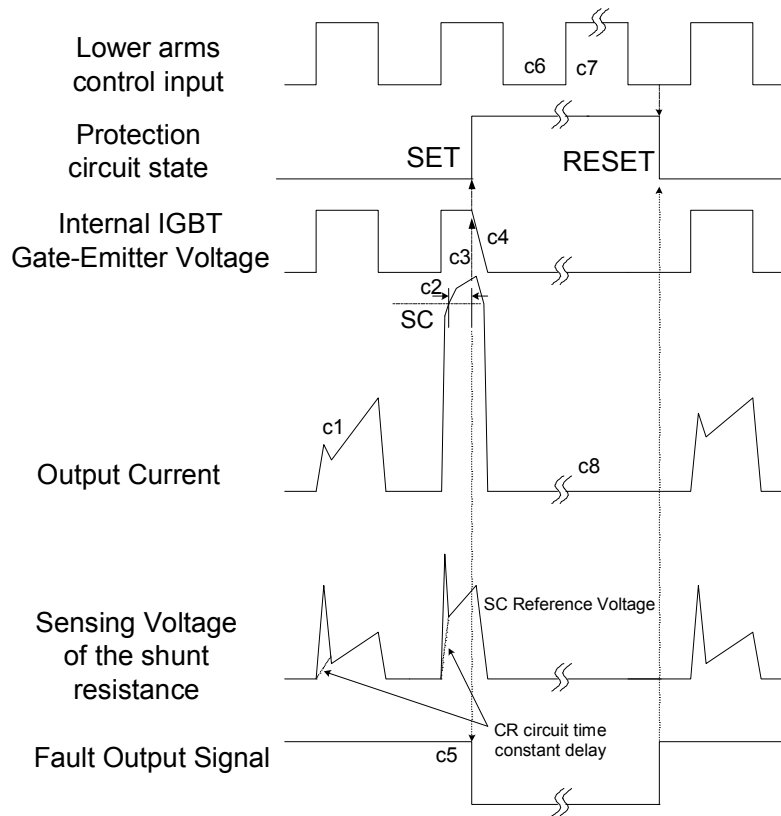 Lower arms
control input
c6
c7
Protection
circuit state
SET
RESET
Internal IGBT
Gate-Emitter Voltage
c4
c3
c2
SC
c1
Output Current
c8
SC Reference Voltage
Sensing Voltage
of the shunt
resistance
CR circuit time
constant delay
Fault Output Signal
c5